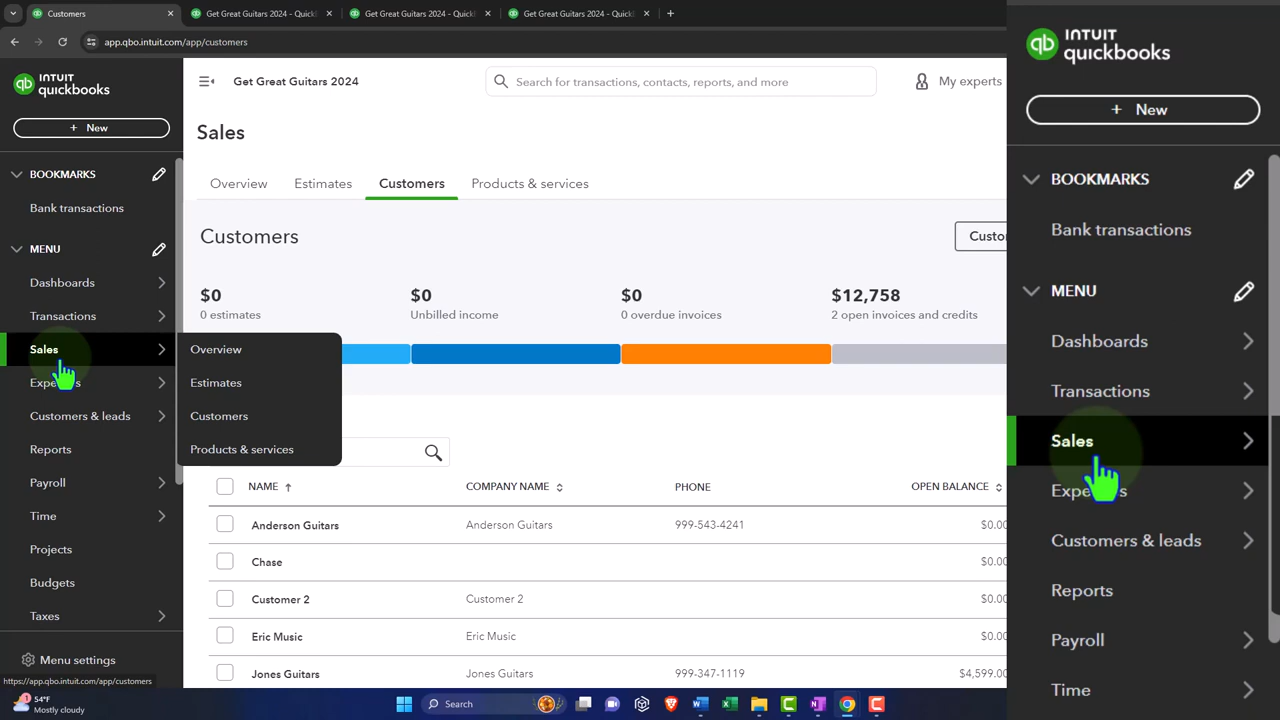 Customers
Get Great Guitars 2024 - Quick
Get Great Guitars 2024 - Quick
Get Great Guitars 2024 - Quick
app.qbo.intuit.com/app/customers
INTUIT
quickbooks
+ New
BOOKMARKS
Bank transactions
MENU
Dashboards
Transactions
Sales
Customers & leads
Reports
Payroll
Time
Projects
Budgets
Taxes
Menu settings
https://app.qbo.intuit.com/app/customers
Overview
Estimates
Customers
Products & services
Get Great Guitars 2024
Search for transactions, contacts, reports, and more
My experts
Sales
Overview Estimates Customers Products & services
Customers
$0 $0 $0 $12,758
0 estimates Unbilled income 0 overdue invoices 2 open invoices and credits
NAME COMPANY NAME PHONE OPEN BALANCE
Anderson Guitars Anderson Guitars 999-543-4241 $0.00
Chase $0.00
Customer 2 Customer 2 $0.00
Eric Music Eric Music $0.00
Jones Guitars Jones Guitars 999-347-1119 $4,599.00
INTUIT
quickbooks
+ New
BOOKMARKS
Bank transactions
MENU
Dashboards
Transactions
Sales
Customers & leads
Reports
Payroll
Time
1
54°F
Mostly cloudy
Search